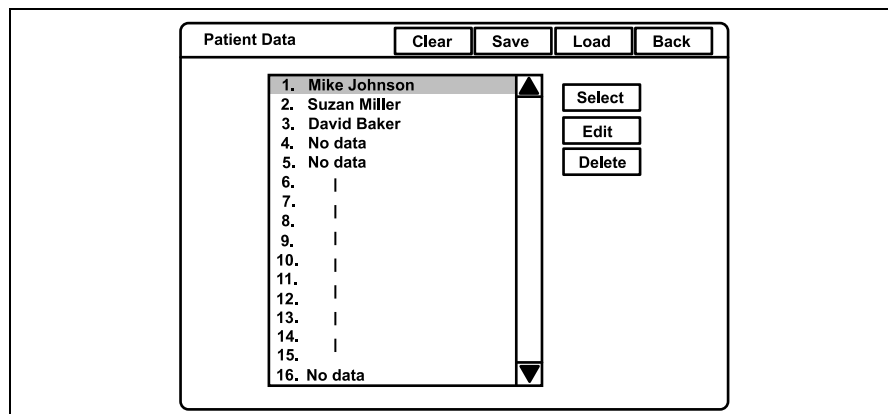 Patient Data Clear Save Load Back
1. Mike Johnson
2. Suzan Miller
3. David Baker
4. No data
5. No data
6.
7.
8.
9.
10.
11.
12.
13.
14.
15.
16. No data
Select
Edit
Delete